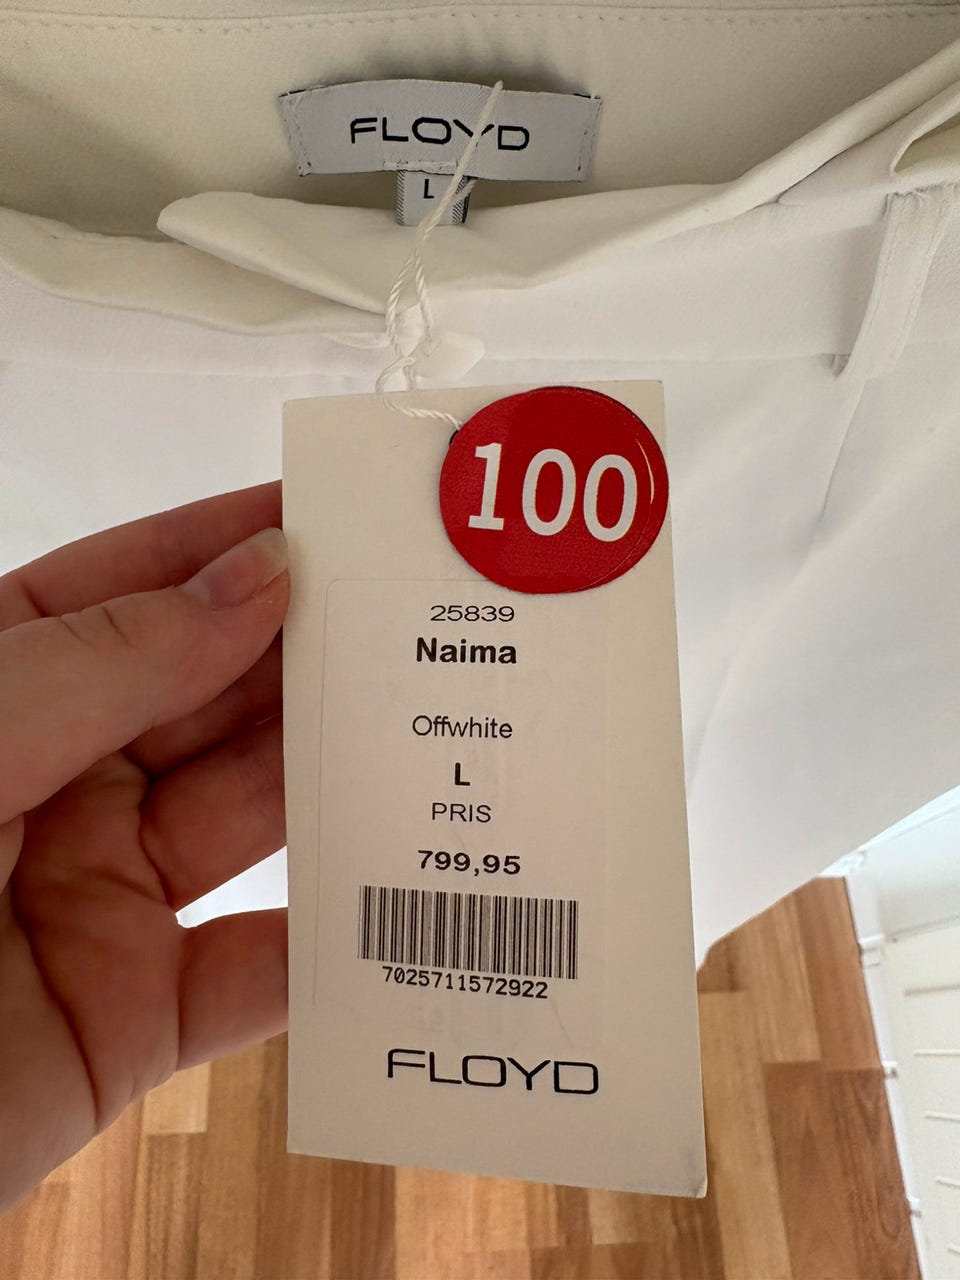 FLOYD
L
100
25839
Naima
Offwhite
L
PRIS
799,95
7025711572922
FLOYD